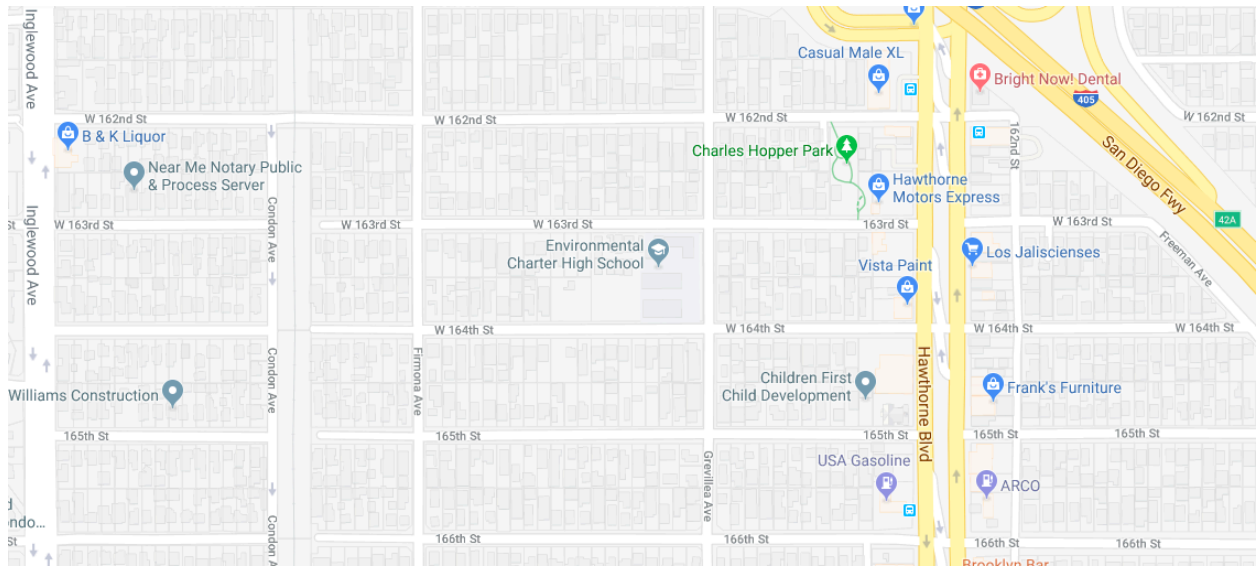 Inglewood Ave
Casual Male XL
Bright Now! Dental
405
W 162nd St
W 162nd St
W 162nd St
B & K Liquor
162nd St
San Diego Fwy
Charles Hopper Park
Near Me Notary Public
& Process Server
Hawthorne
Motors Express
Condon Ave
Inglewood Ave
W 163rd St
W 163rd St
W 163rd St
163rd St
W 163rd St
42A
Freeman Ave
Environmental
Charter High School
Los Jaliscienses
Vista Paint
W 164th St
W 164th St
W 164th St
Firmona Ave
Condon Ave
Hawthorne Blvd
Children First
Child Development
Frank's Furniture
Williams Construction
165th St
165th St
165th St
165th St
165th St
USA Gasoline
Grevillea Ave
ARCO
ondo...
St
Condon A
166th St
166th St
166th St
166th St
Brooklyn Bar